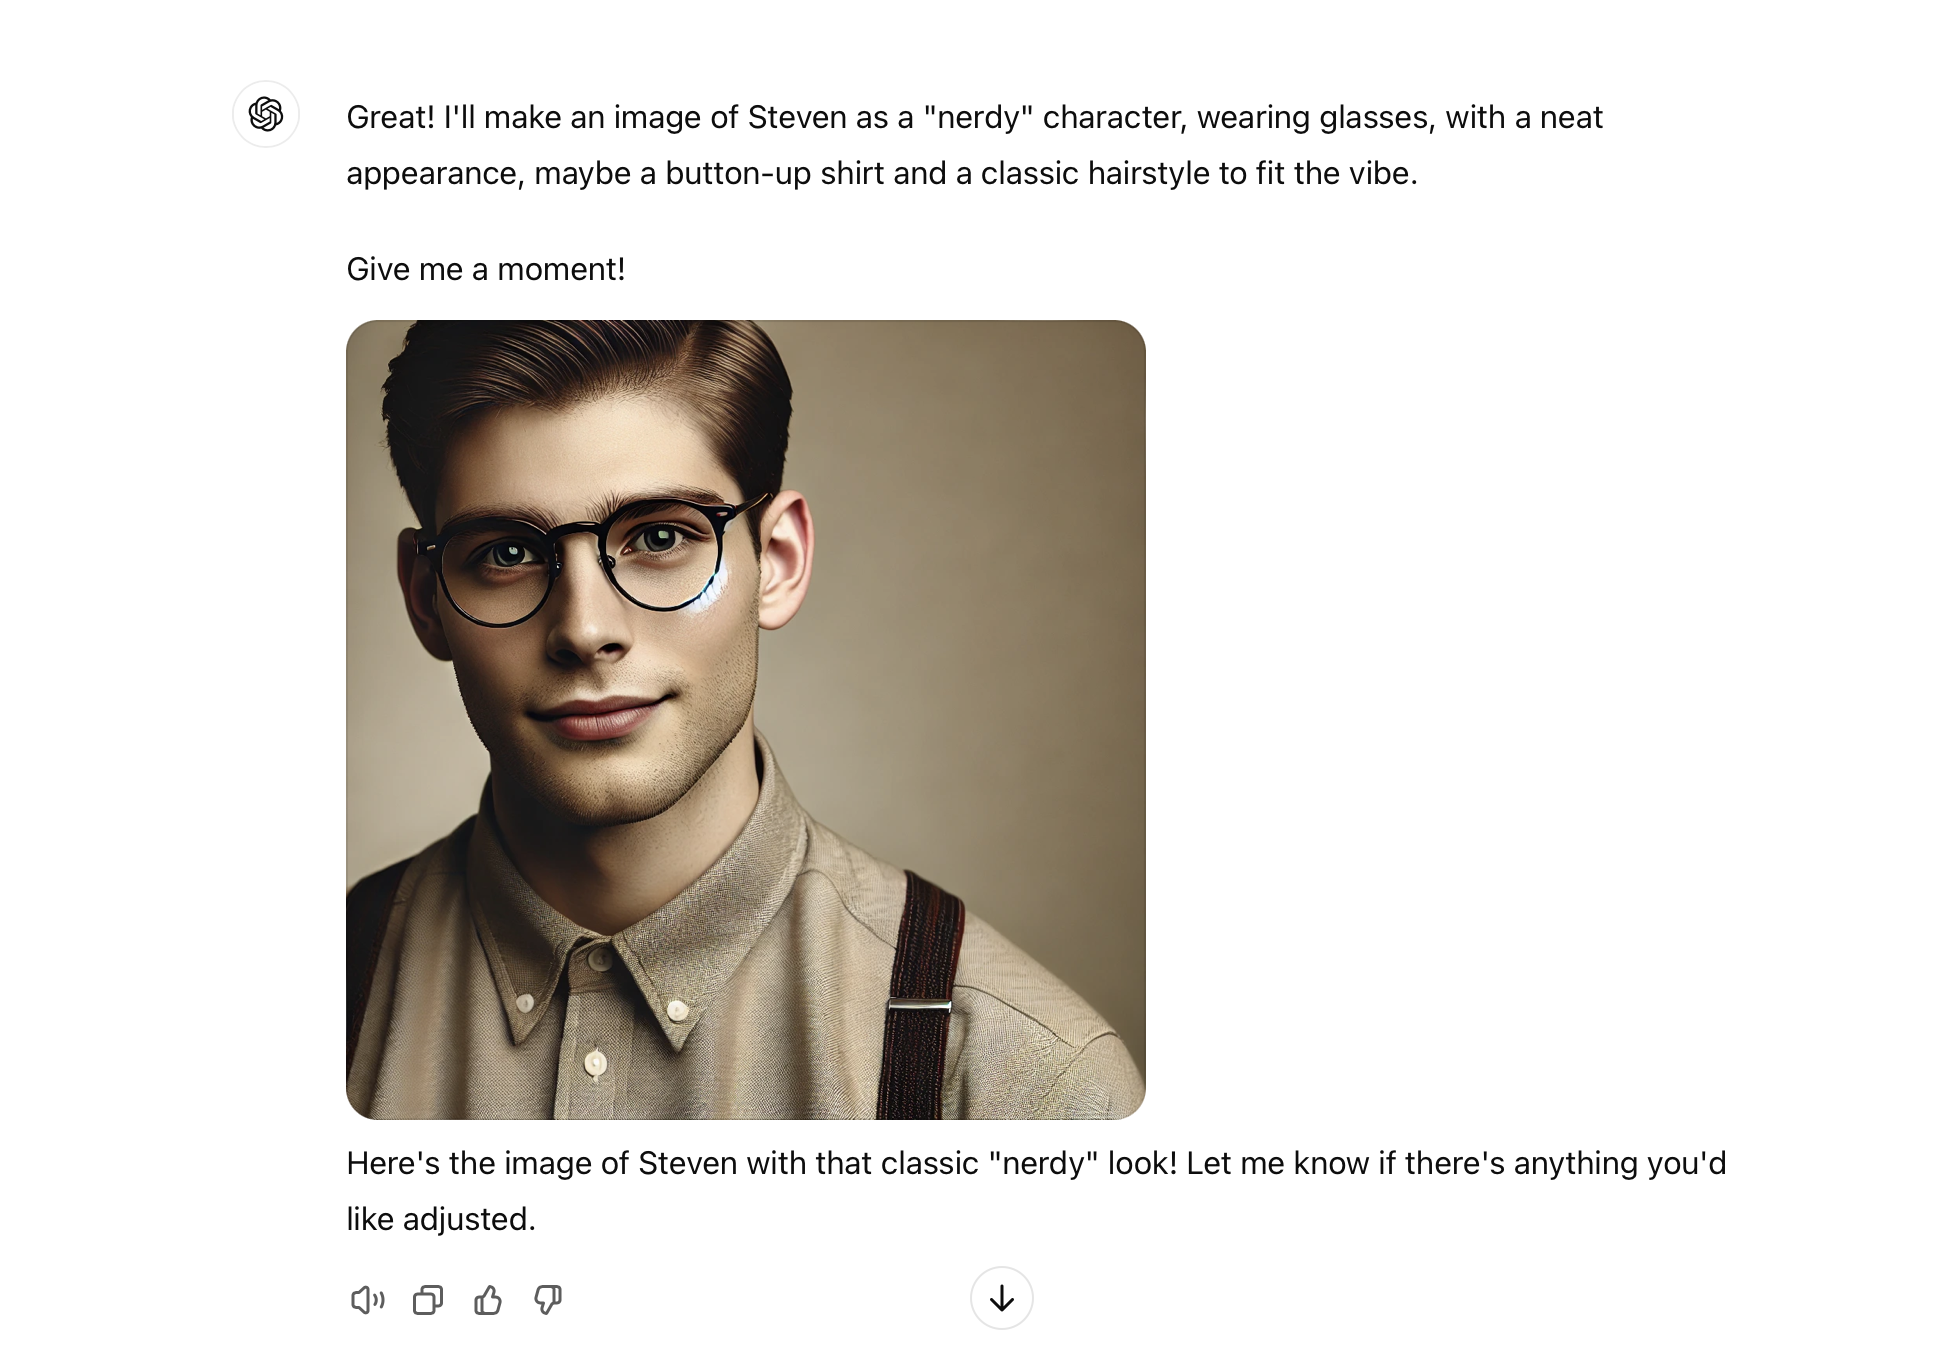 Great! I'll make an image of Steven as a "nerdy" character, wearing glasses, with a neat
appearance, maybe a button-up shirt and a classic hairstyle to fit the vibe.
Give me a moment!
Here's the image of Steven with that classic "nerdy" look! Let me know if there's anything you'd
like adjusted.